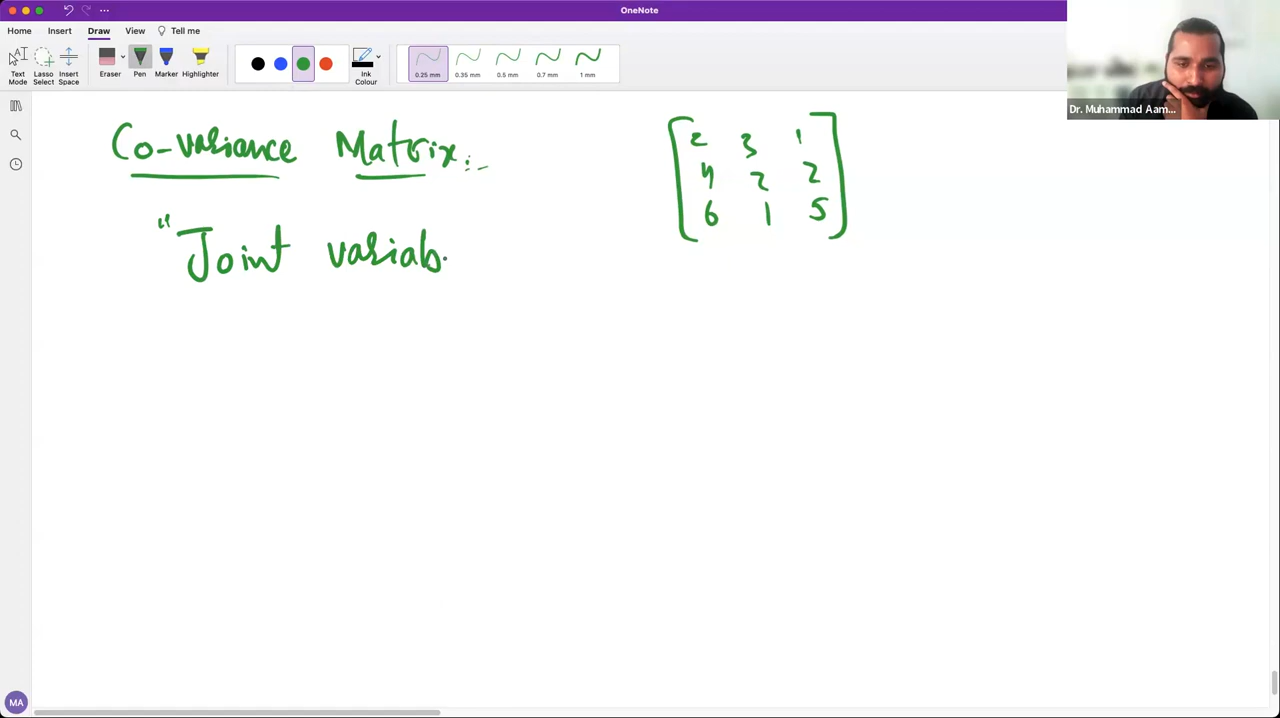 OneNote
Home Insert Draw View Tell me
Text Mode
Lasso Select
Insert Space
Eraser
Pen
Marker
Highlighter
Ink Colour
0.25 mm
0.35 mm
0.5 mm
0.7 mm
1 mm
Dr. Muhammad Aam...
Co-variance Matrix:-
2 3 1
4 2 2
6 1 5
"Joint variab
MA